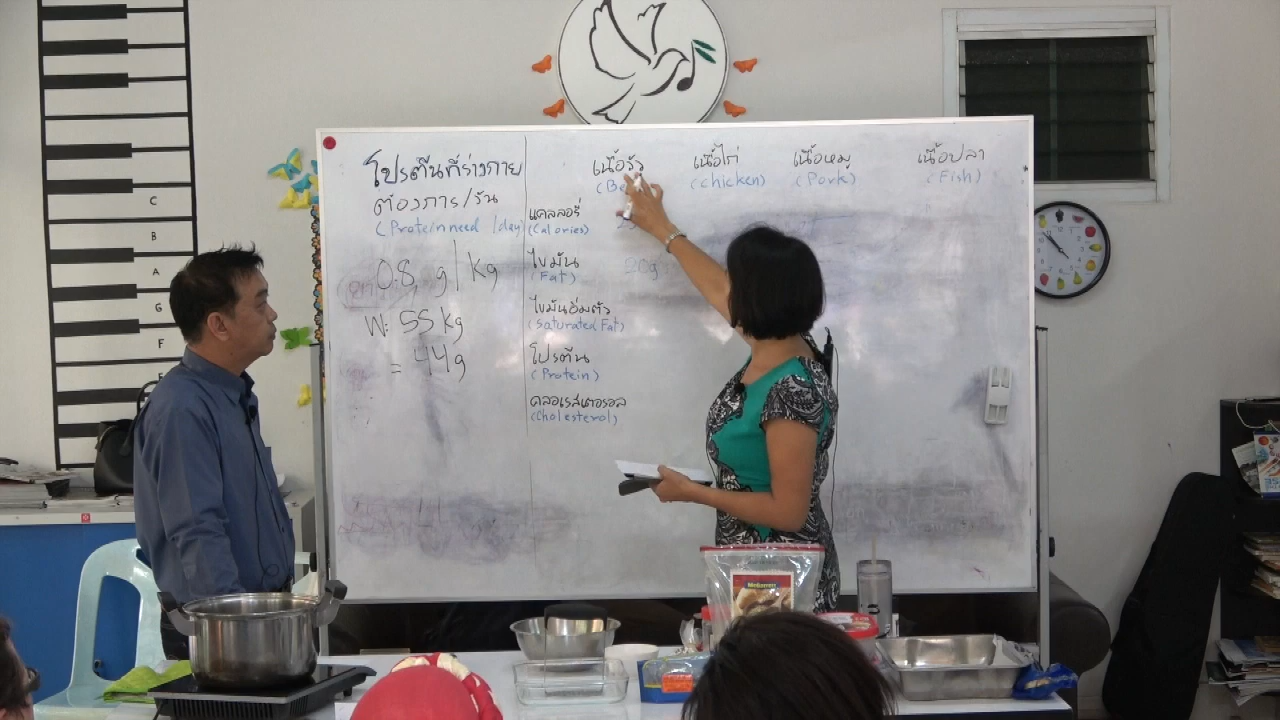 โปรตีนที่ร่างกาย
ต้องการ/วัน
(Protein need /day)
0.8 g/kg
W: 55 kg
= 44g
เนื้อวัว
เนื้อไก่
(Chicken)
เนื้อหมู
(Pork)
เนื้อปลา
(Fish)
แคลลอรี่
(Calories)
ไขมัน
(Fat)
20g
ไขมันอิ่มตัว
(Saturated Fat)
โปรตีน
(Protein)
คลอเรสเตอรอล
(Cholesterol)
C
B
A
G
F